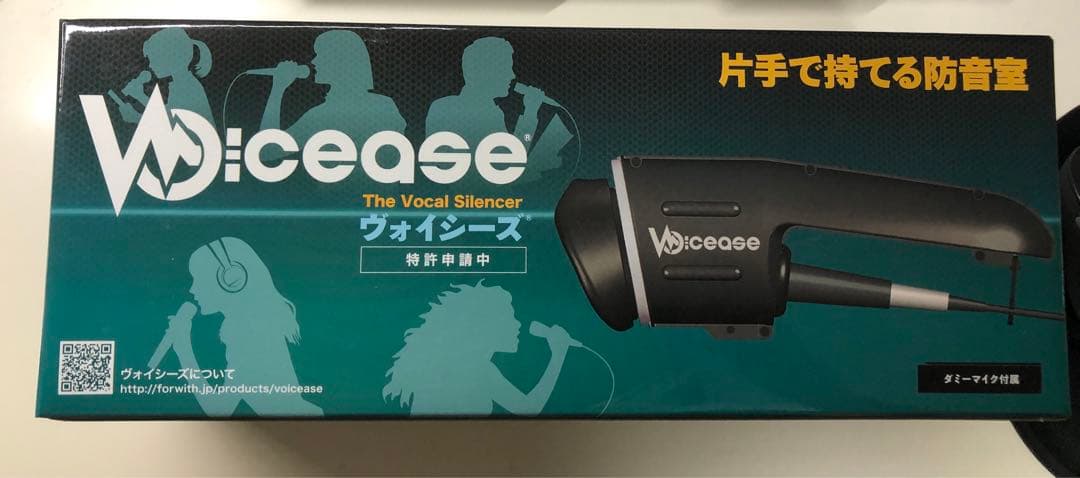 片手で持てる防音室
Voicease®
The Vocal Silencer
ヴォイシーズ®
特許申請中
Voicease
ヴォイシーズについて
http://forwith.jp/products/voicease
ダミーマイク付属